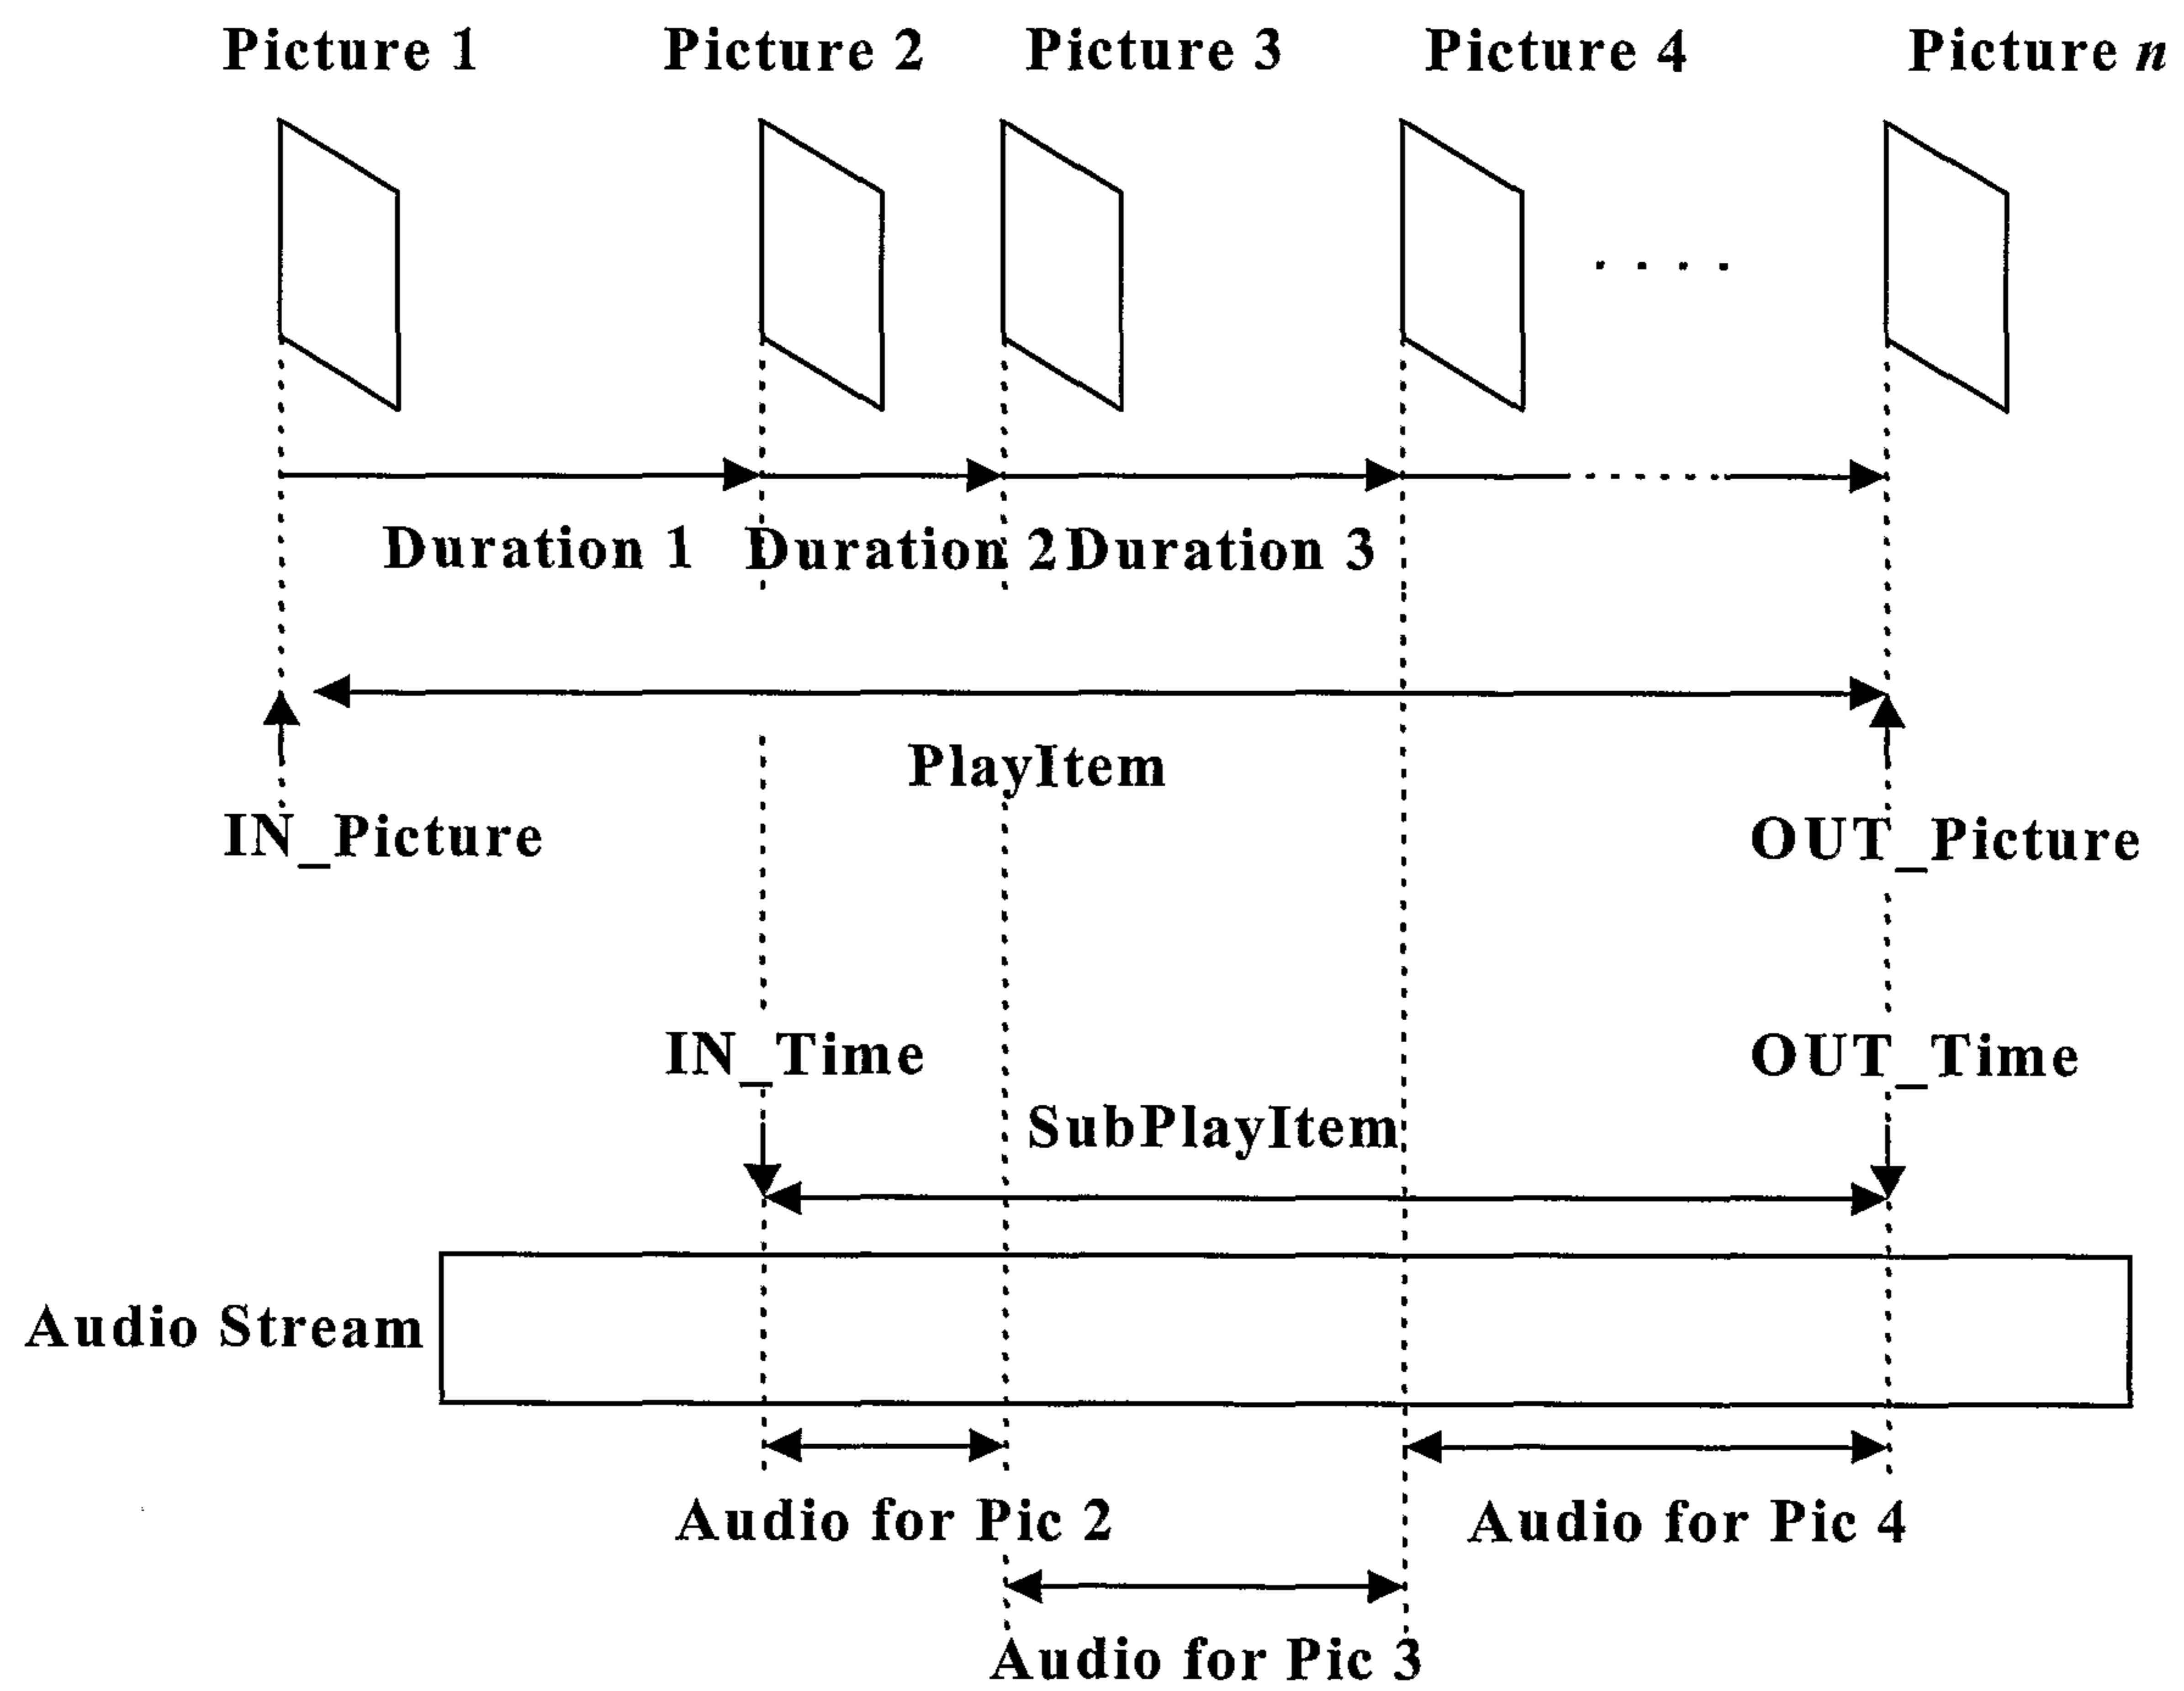 Picture 1 Picture 2 Picture 3 Picture 4 Picture n
Duration 1 Duration 2 Duration 3
PlayItem
IN_Picture OUT_Picture
IN_Time OUT_Time
SubPlayItem
Audio Stream
Audio for Pic 2 Audio for Pic 4
Audio for Pic 3